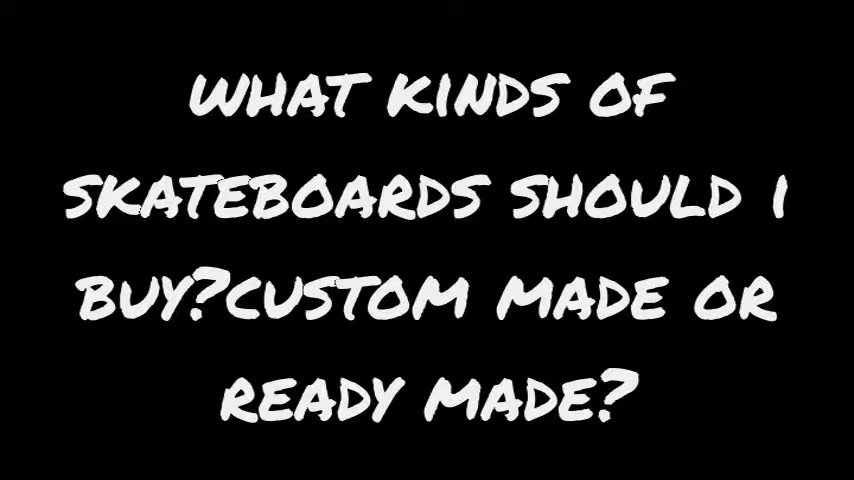 WHAT KINDS OF
SKATEBOARDS SHOULD I
BUY?CUSTOM MADE OR
READY MADE?